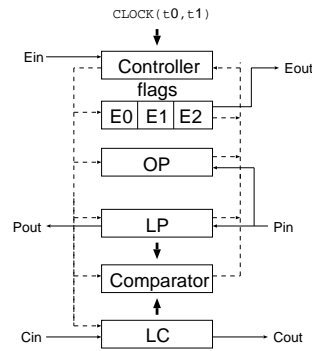 CLOCK(t0,t1)
Ein
Controller
Eout
flags
E0 E1 E2
OP
Pout
LP
Pin
Comparator
Cin
LC
Cout